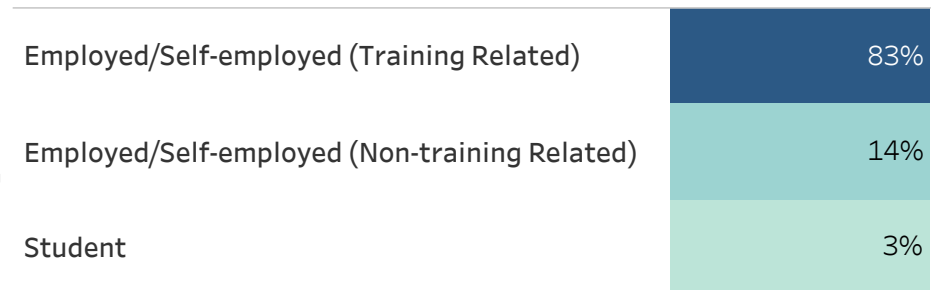 Employed/Self-employed (Training Related) 83%
Employed/Self-employed (Non-training Related) 14%
Student 3%